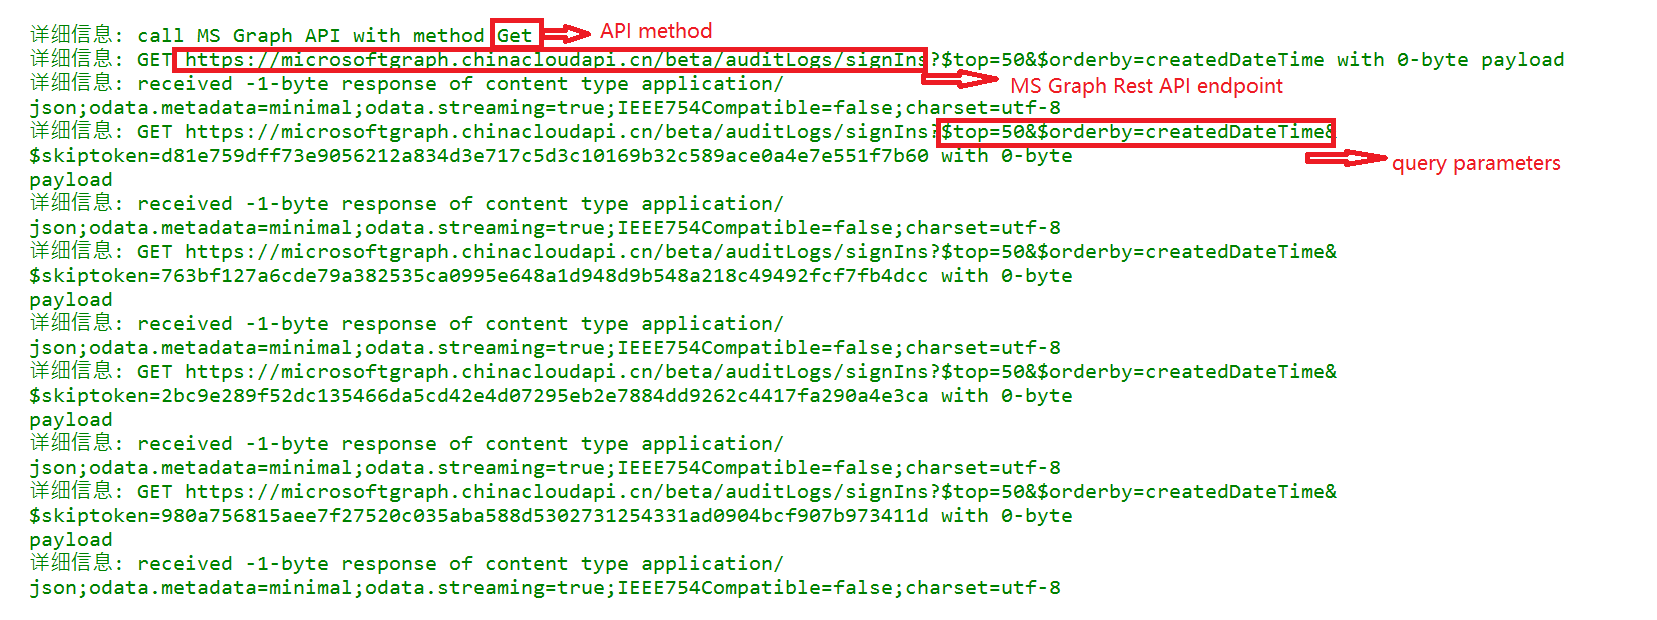 详细信息: call MS Graph API with method Get
API method
详细信息: GET https://microsoftgraph.chinacloudapi.cn/beta/auditLogs/signIns?$top=50&$orderby=createdDateTime with 0-byte payload
详细信息: received -1-byte response of content type application/
MS Graph Rest API endpoint
json;odata.metadata=minimal;odata.streaming=true;IEEE754Compatible=false;charset=utf-8
详细信息: GET https://microsoftgraph.chinacloudapi.cn/beta/auditLogs/signIns?$top=50&$orderby=createdDateTime&
$skiptoken=d81e759dff73e9056212a834d3e717c5d3c10169b32c589ace0a4e7e551f7b60 with 0-byte
query parameters
payload
详细信息: received -1-byte response of content type application/
json;odata.metadata=minimal;odata.streaming=true;IEEE754Compatible=false;charset=utf-8
详细信息: GET https://microsoftgraph.chinacloudapi.cn/beta/auditLogs/signIns?$top=50&$orderby=createdDateTime&
$skiptoken=763bf127a6cde79a382535ca0995e648a1d948d9b548a218c49492fcf7fb4dcc with 0-byte
payload
详细信息: received -1-byte response of content type application/
json;odata.metadata=minimal;odata.streaming=true;IEEE754Compatible=false;charset=utf-8
详细信息: GET https://microsoftgraph.chinacloudapi.cn/beta/auditLogs/signIns?$top=50&$orderby=createdDateTime&
$skiptoken=2bc9e289f52dc135466da5cd42e4d07295eb2e7884dd9262c4417fa290a4e3ca with 0-byte
payload
详细信息: received -1-byte response of content type application/
json;odata.metadata=minimal;odata.streaming=true;IEEE754Compatible=false;charset=utf-8
详细信息: GET https://microsoftgraph.chinacloudapi.cn/beta/auditLogs/signIns?$top=50&$orderby=createdDateTime&
$skiptoken=980a756815aee7f27520c035aba588d5302731254331ad0904bcf907b973411d with 0-byte
payload
详细信息: received -1-byte response of content type application/
json;odata.metadata=minimal;odata.streaming=true;IEEE754Compatible=false;charset=utf-8